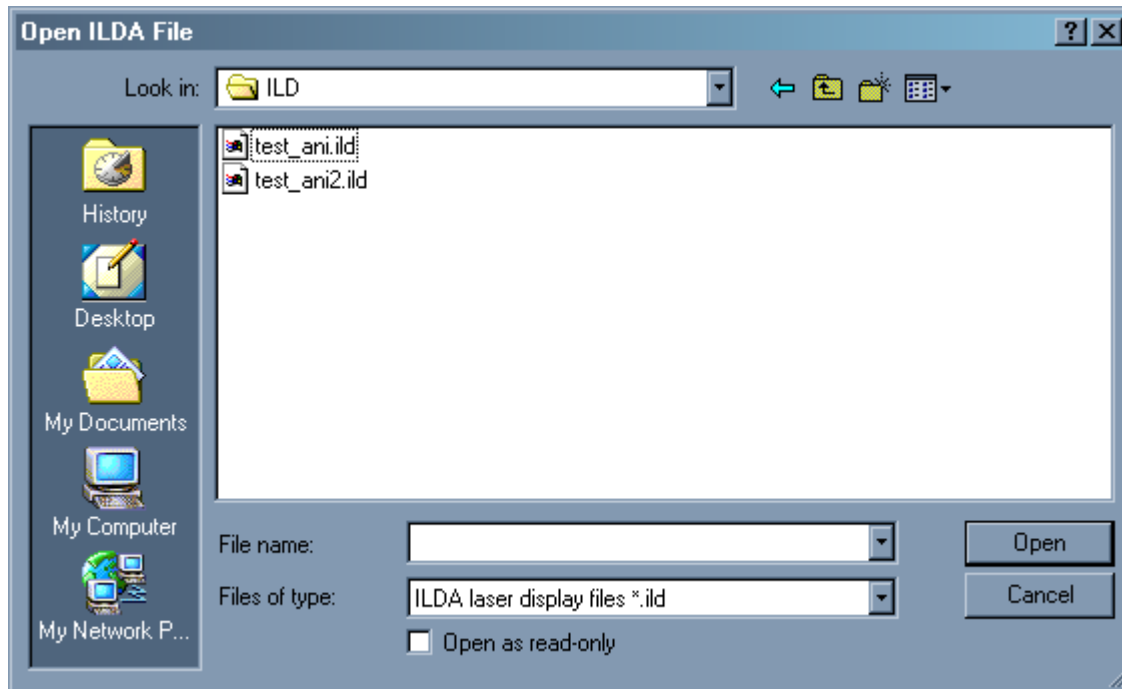 Open ILDA File
Look in: ILD
test_ani.ild
test_ani2.ild
History
Desktop
My Documents
My Computer
My Network P...
File name:
Open
Files of type: ILDA laser display files *.ild
Cancel
Open as read-only